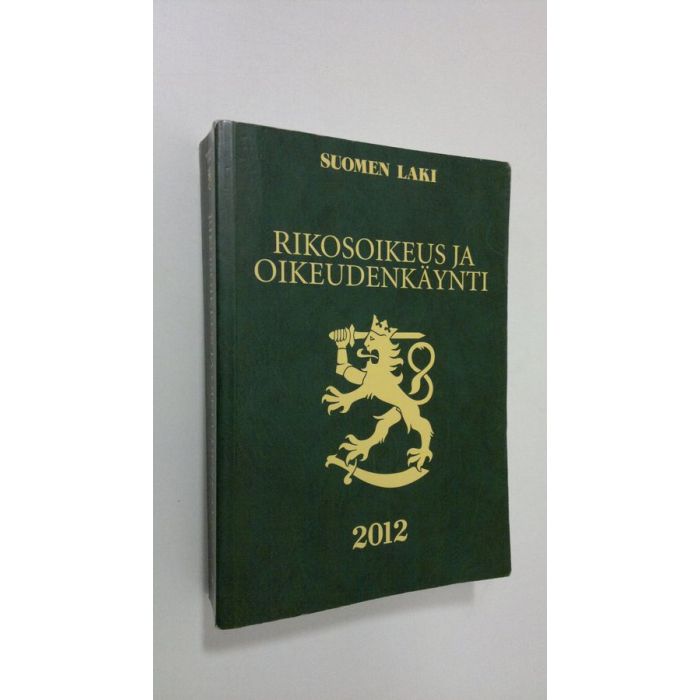 SUOMEN LAKI
RIKOSOIKEUS JA
OIKEUDENKÄYNTI
2012